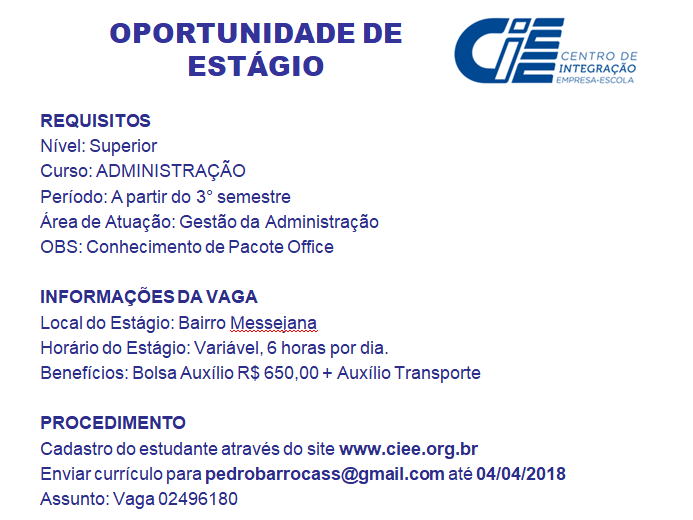 OPORTUNIDADE DE
ESTÁGIO
CIEE
CENTRO DE
INTEGRAÇÃO
EMPRESA-ESCOLA
REQUISITOS
Nível: Superior
Curso: ADMINISTRAÇÃO
Período: A partir do 3° semestre
Área de Atuação: Gestão da Administração
OBS: Conhecimento de Pacote Office
INFORMAÇÕES DA VAGA
Local do Estágio: Bairro Messejana
Horário do Estágio: Variável, 6 horas por dia.
Benefícios: Bolsa Auxílio R$ 650,00 + Auxílio Transporte
PROCEDIMENTO
Cadastro do estudante através do site www.ciee.org.br
Enviar currículo para pedrobarrocass@gmail.com até 04/04/2018
Assunto: Vaga 02496180